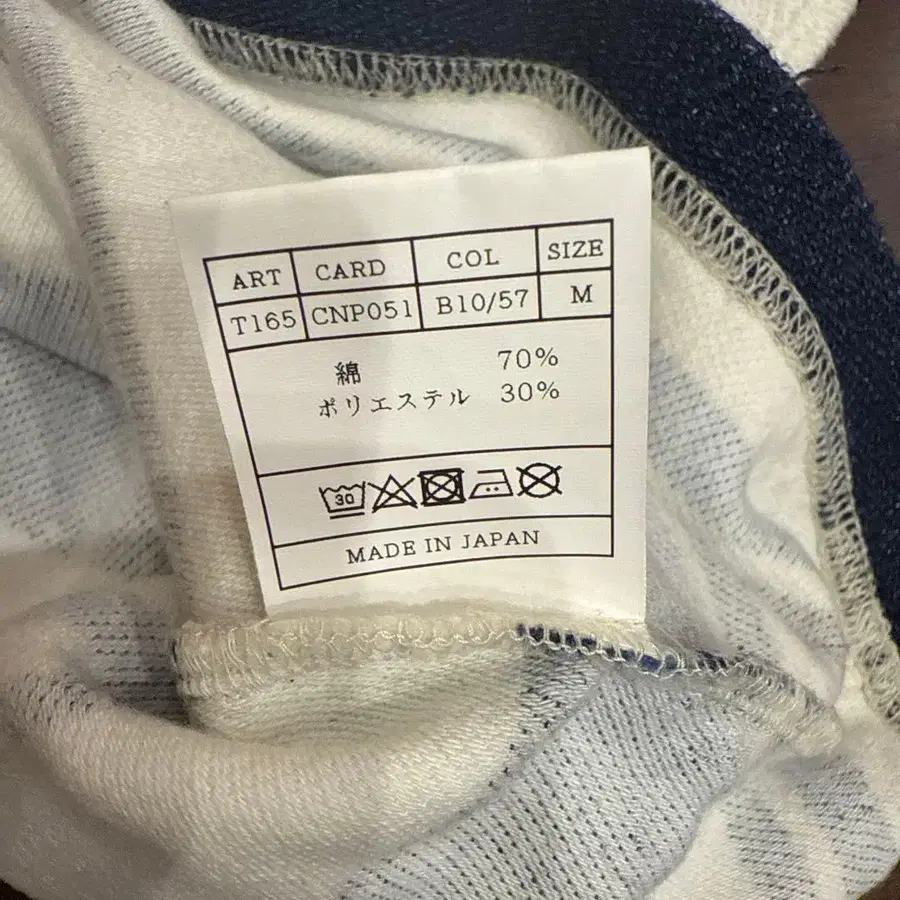 ART CARD COL SIZE
T165 CNP051 B10/57 M
綿 70%
ポリエステル 30%
30
MADE IN JAPAN